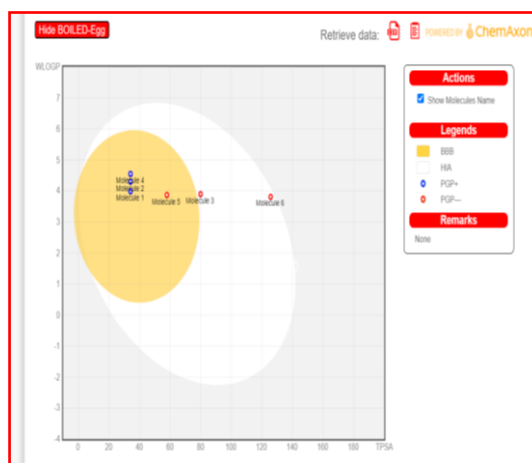 Hide BOILED-Egg
Retrieve data:
POWERED BY ChemAxon
WLOGP
7
6
5
4
3
2
1
0
-1
-2
-3
-4
Molecule 4
Molecule 2
Molecule 1
Molecule 5
Molecule 3
Molecule 6
0 20 40 60 80 100 120 140 160 180 TPSA
Actions
Show Molecules Name
Legends
BBB
HIA
PGP+
PGP—
Remarks
None